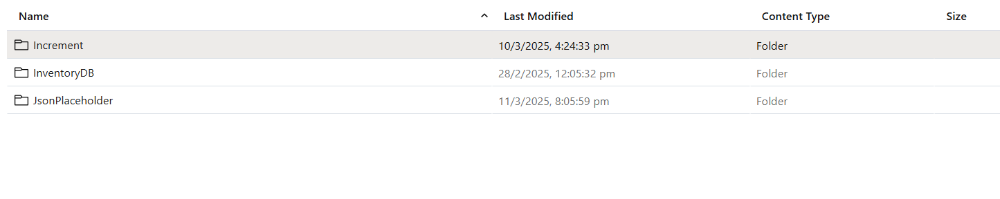 Name Last Modified Content Type Size
Increment 10/3/2025, 4:24:33 pm Folder
InventoryDB 28/2/2025, 12:05:32 pm Folder
JsonPlaceholder 11/3/2025, 8:05:59 pm Folder